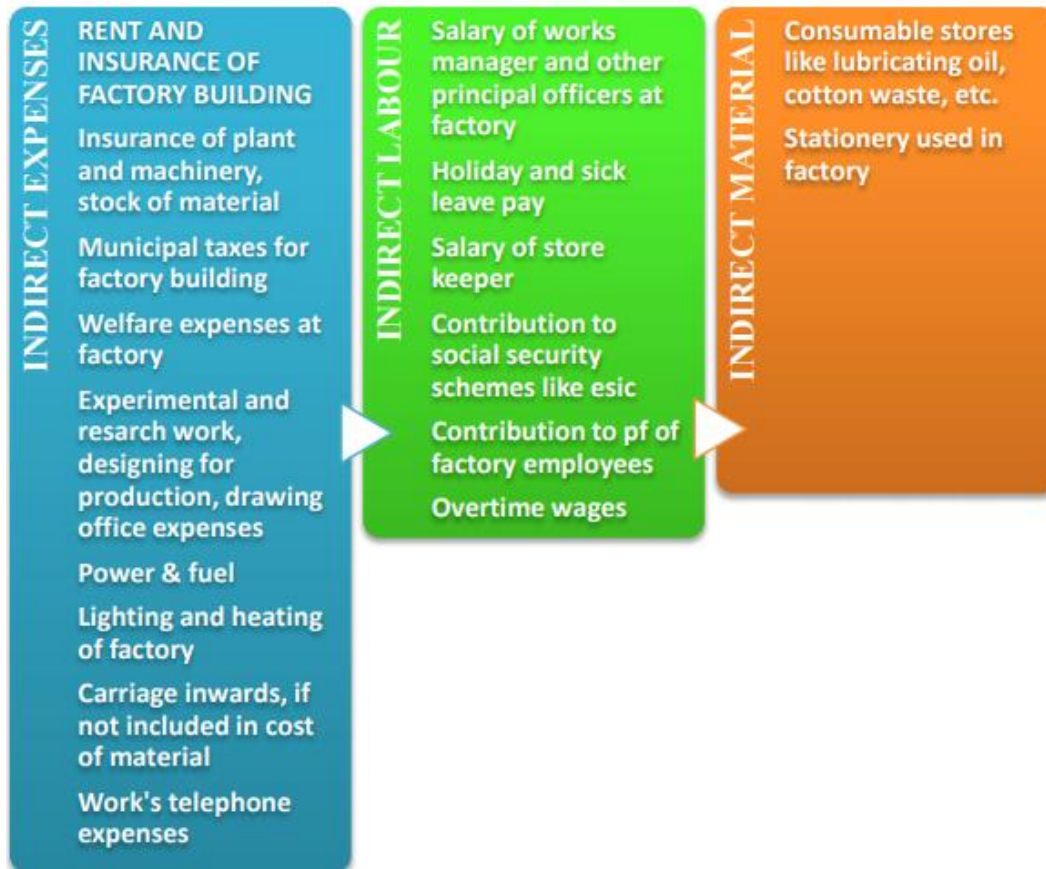 INDIRECT EXPENSES
RENT AND
INSURANCE OF
FACTORY BUILDING
Insurance of plant
and machinery,
stock of material
Municipal taxes for
factory building
Welfare expenses at
factory
Experimental and
resarch work,
designing for
production, drawing
office expenses
Power & fuel
Lighting and heating
of factory
Carriage inwards, if
not included in cost
of material
Work's telephone
expenses
INDIRECT LABOUR
Salary of works
manager and other
principal officers at
factory
Holiday and sick
leave pay
Salary of store
keeper
Contribution to
social security
schemes like esic
Contribution to pf of
factory employees
Overtime wages
INDIRECT MATERIAL
Consumable stores
like lubricating oil,
cotton waste, etc.
Stationery used in
factory